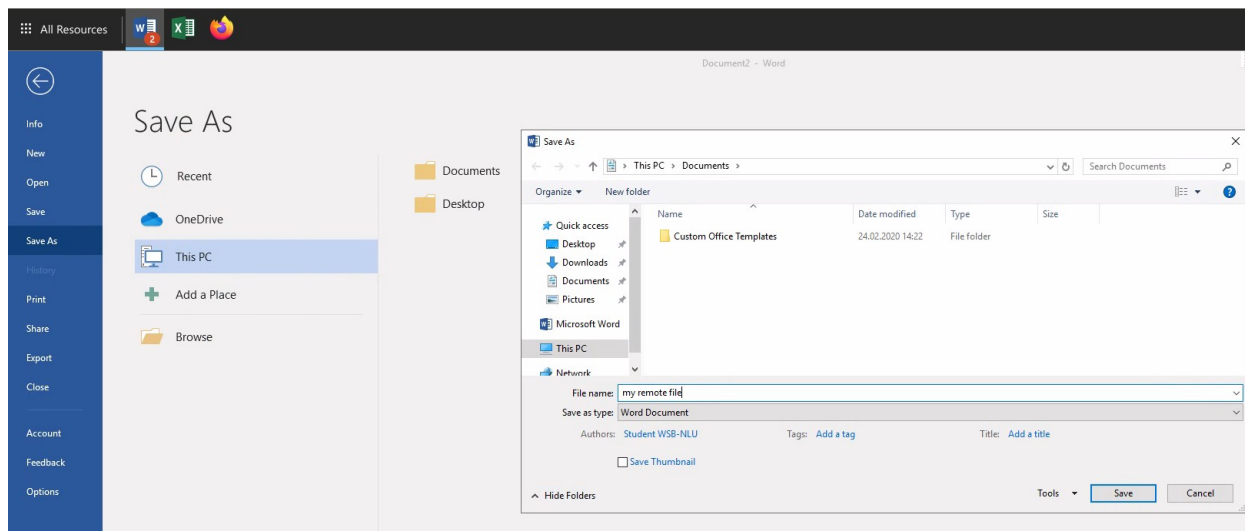 All Resources
2
Document2 - Word
Info
New
Open
Save
Save As
History
Print
Share
Export
Close
Account
Feedback
Options
Save As
Recent
OneDrive
This PC
Add a Place
Browse
Documents
Desktop
Save As
This PC > Documents >
Search Documents
Organize
New folder
Quick access
Desktop
Downloads
Documents
Pictures
Microsoft Word
This PC
Network
Name Date modified Type Size
Custom Office Templates 24.02.2020 14:22 File folder
File name: my remote file
Save as type: Word Document
Authors: Student WSB-NLU Tags: Add a tag Title: Add a title
Save Thumbnail
Hide Folders
Tools Save Cancel